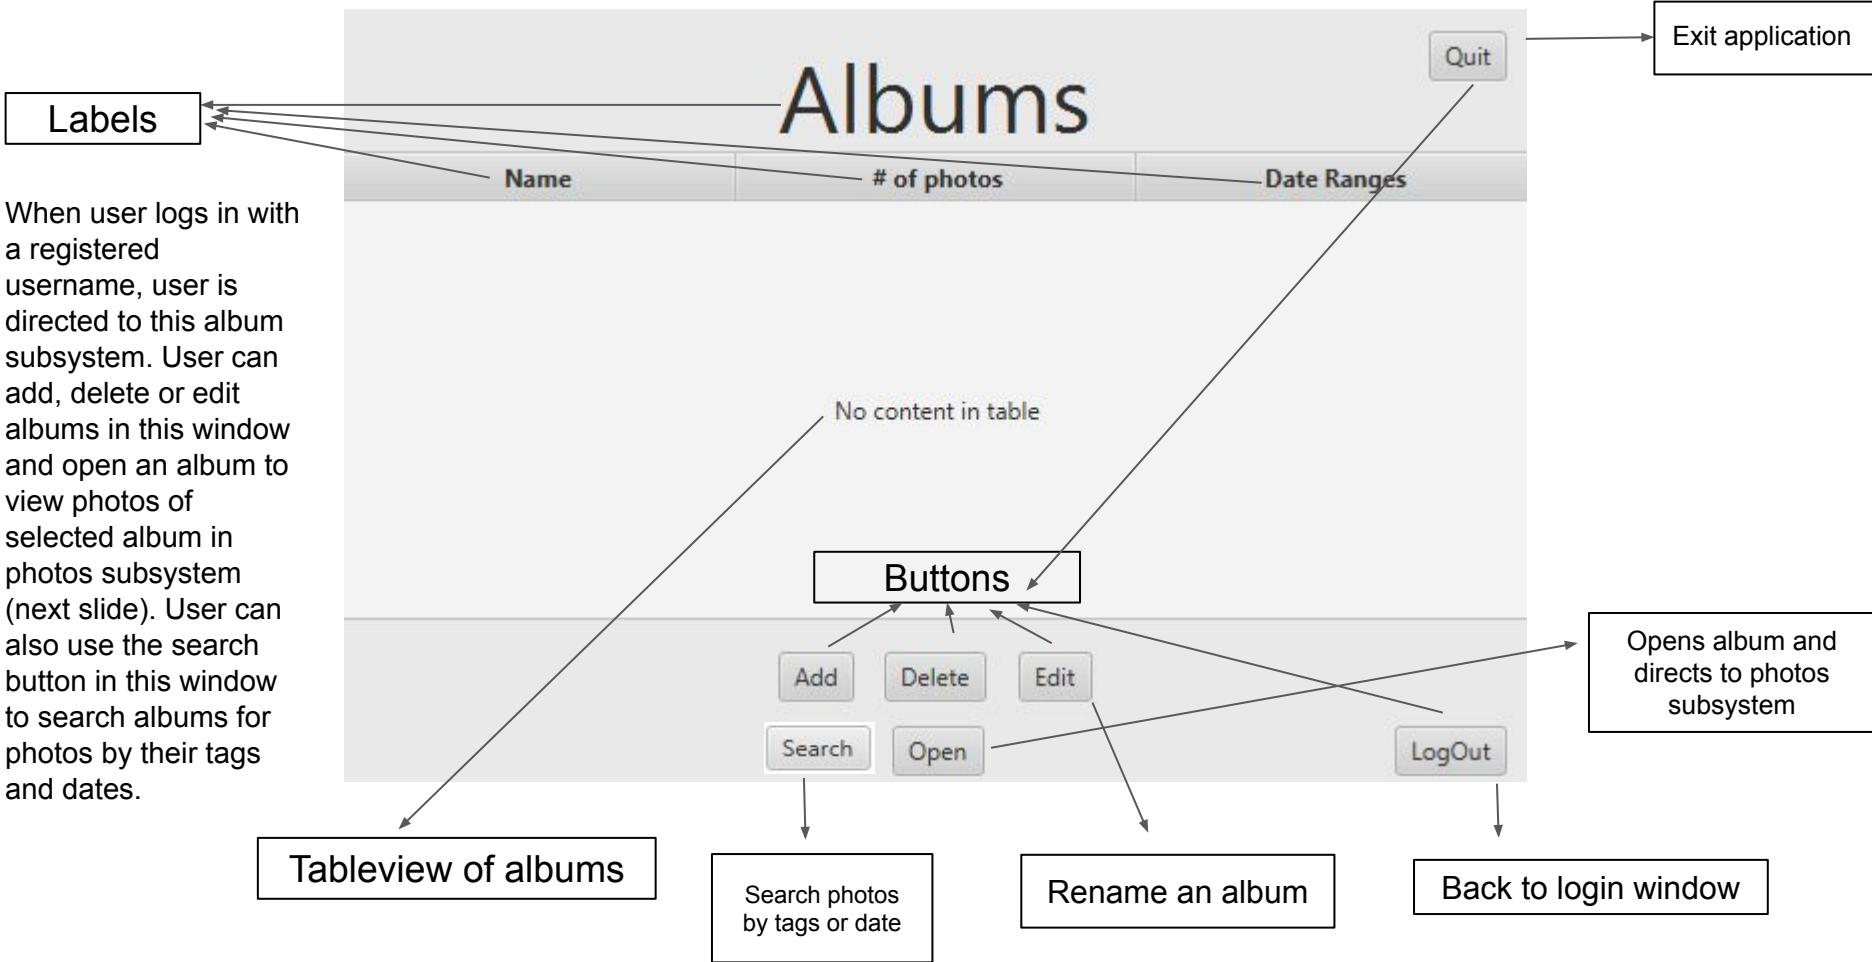 Exit application
Quit
Albums
Labels
Name
# of photos
Date Ranges
When user logs in with
a registered
username, user is
directed to this album
subsystem. User can
add, delete or edit
albums in this window
and open an album to
view photos of
selected album in
photos subsystem
(next slide). User can
also use the search
button in this window
to search albums for
photos by their tags
and dates.
No content in table
Buttons
Add
Delete
Edit
Opens album and
directs to photos
subsystem
Search
Open
LogOut
Tableview of albums
Search photos
by tags or date
Rename an album
Back to login window